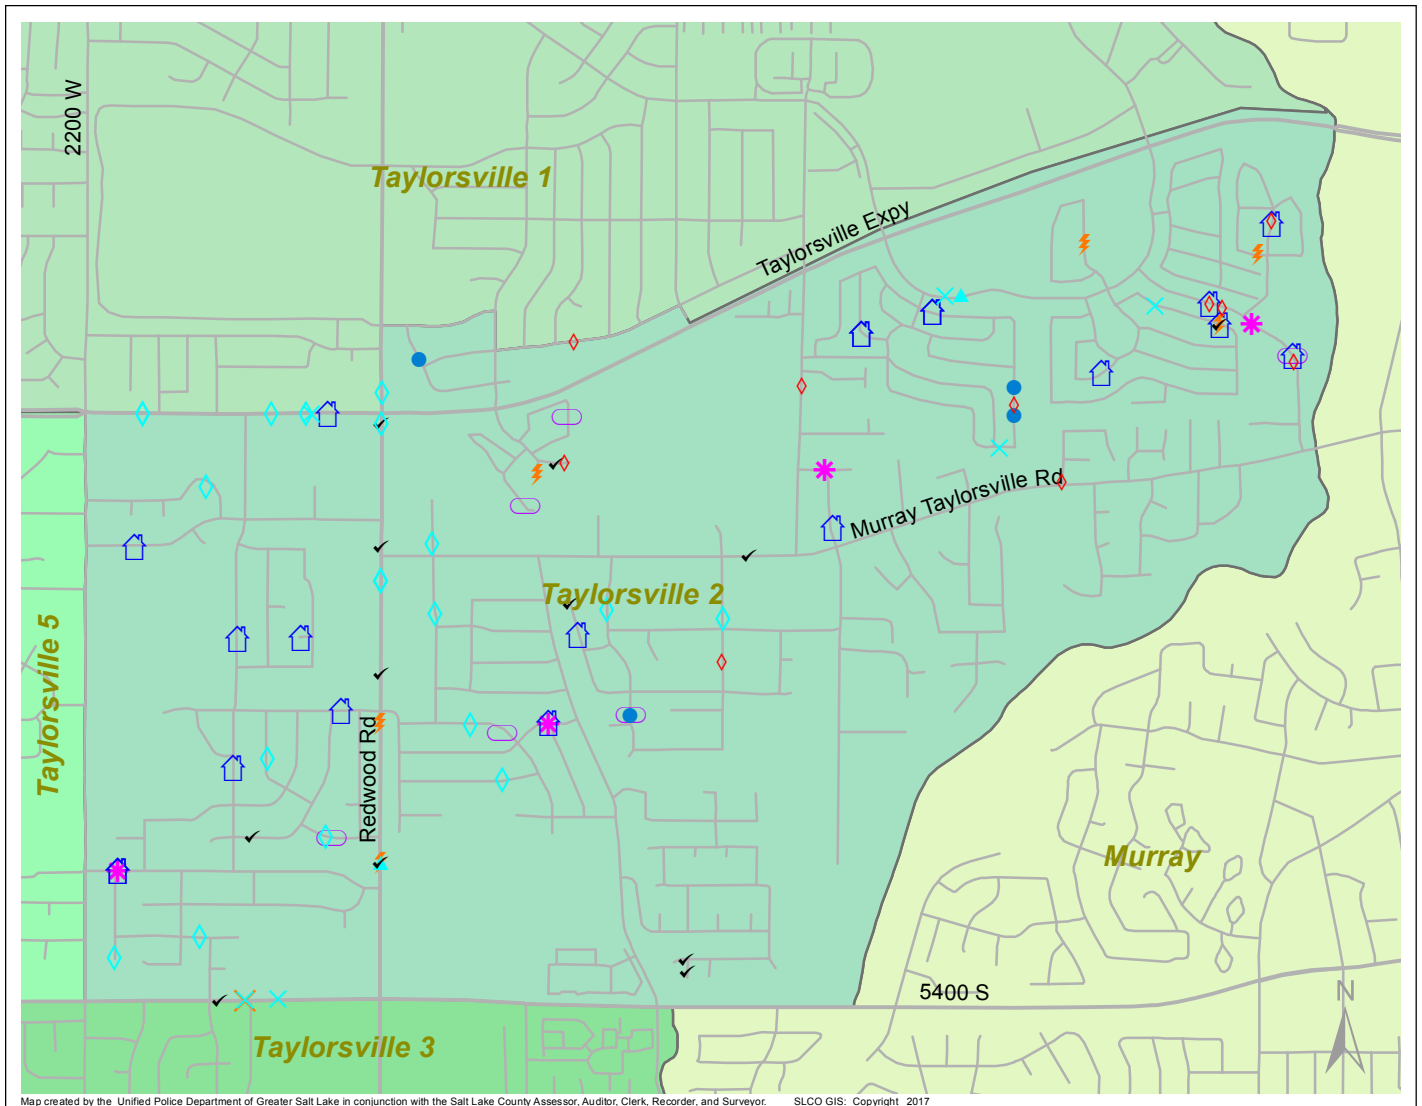 2200 W
Taylorsville 1
Taylorsville Expy
Murray Taylorsville Rd
Taylorsville 2
Taylorsville 5
Redwood Rd
Murray
5400 S
N
Taylorsville 3
Map created by the Unified Police Department of Greater Salt Lake in conjunction with the Salt Lake County Assessor, Auditor, Clerk, Recorder, and Surveyor. SLCO GIS: Copyright 2017